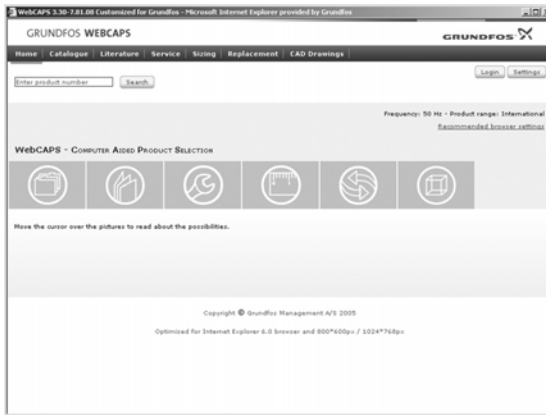 WebCAPS 3.30-7.81.08 Customized for Grundfos - Microsoft Internet Explorer provided by Grundfos
GRUNDFOS WEBCAPS
GRUNDFOS
Home Catalogue Literature Service Sizing Replacement CAD Drawings
Login Settings
Enter product number Search
Frequency: 50 Hz - Product range: International
Recommended browser settings
WebCAPS - Computer Aided Product Selection
Move the cursor over the pictures to read about the possibilities.
Copyright © Grundfos Management A/S 2005
Optimized for Internet Explorer 6.0 browser and 800*600px / 1024*768px